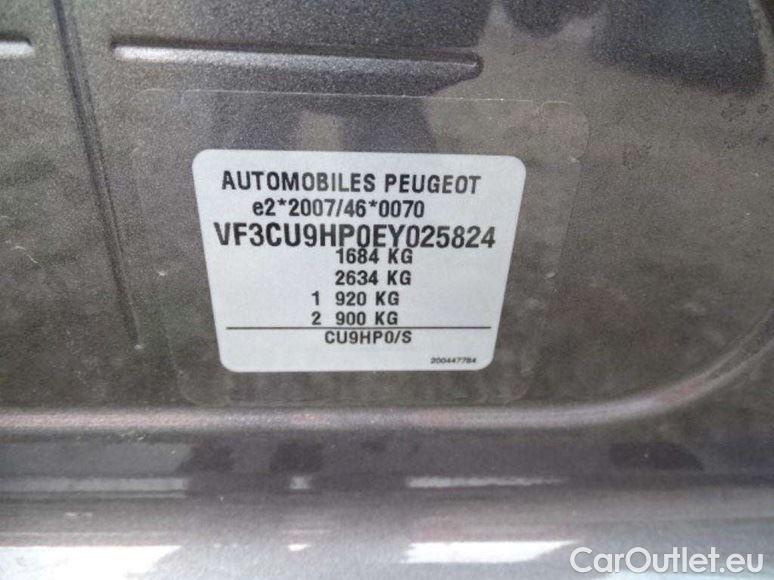 AUTOMOBILES PEUGEOT
e2*2007/46*0070
VF3CU9HP0EY025824
1684 KG
2634 KG
1 920 KG
2 900 KG
CU9HP0/S
200447784
CarOutlet.eu